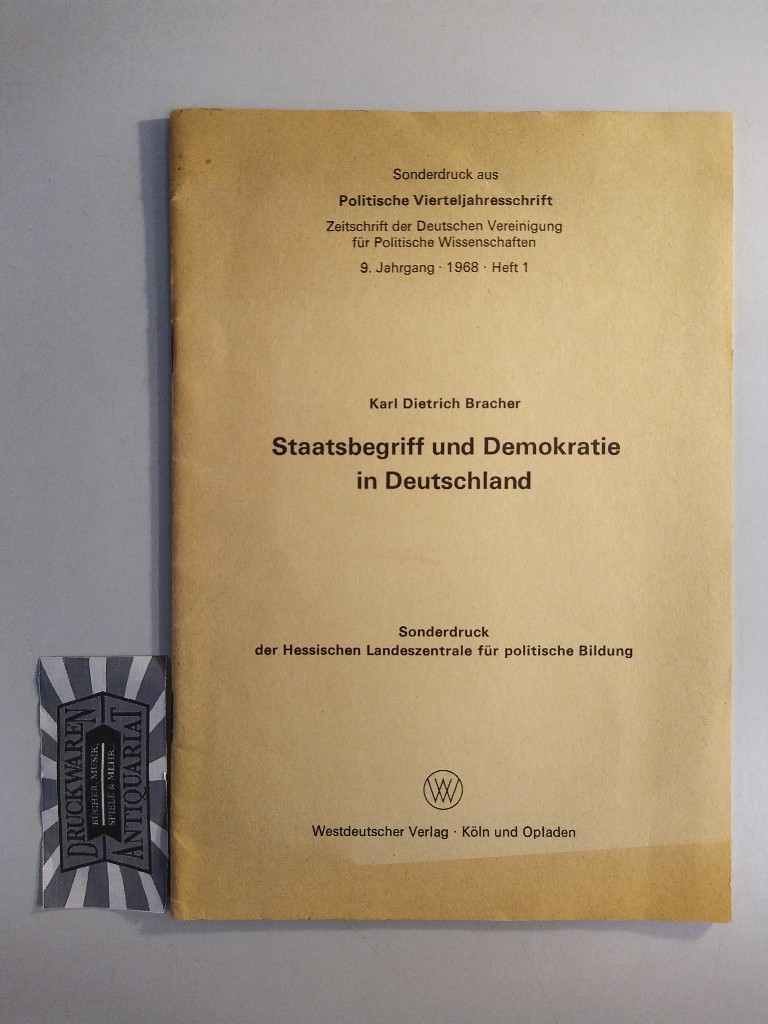 Sonderdruck aus
Politische Vierteljahresschrift
Zeitschrift der Deutschen Vereinigung
für Politische Wissenschaften
9. Jahrgang · 1968 · Heft 1
Karl Dietrich Bracher
Staatsbegriff und Demokratie
in Deutschland
Sonderdruck
der Hessischen Landeszentrale für politische Bildung
W
Westdeutscher Verlag · Köln und Opladen
DRUCKWAREN
BÜCHER, MUSIK,
SPIELE & MEHR...
ANTIQUARIAT